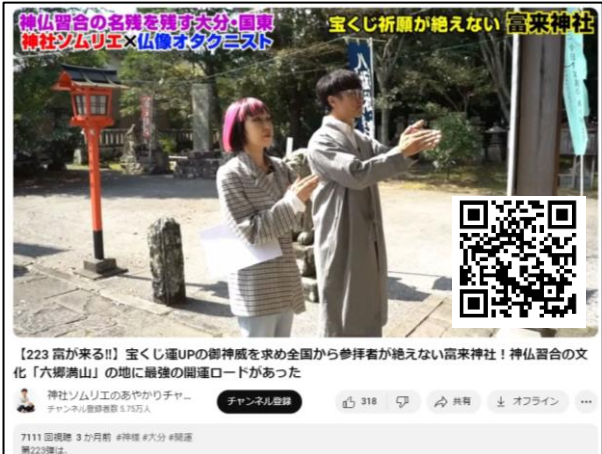 神仏習合の名残を残す大分・国東
神社ソムリエ×仏像オタクニスト
宝くじ祈願が絶えない 富来神社
【223 富が来る!!】宝くじ運UPの御神威を求め全国から参拝者が絶えない富来神社！神仏習合の文
化「六郷満山」の地に最強の開運ロードがあった
神社ソムリエのあやかりチャ...
チャンネル登録者数 5.75万人
チャンネル登録
318
共有
オフライン
7111 回視聴 3 か月前 #神様 #大分 #開運
第223弾は、